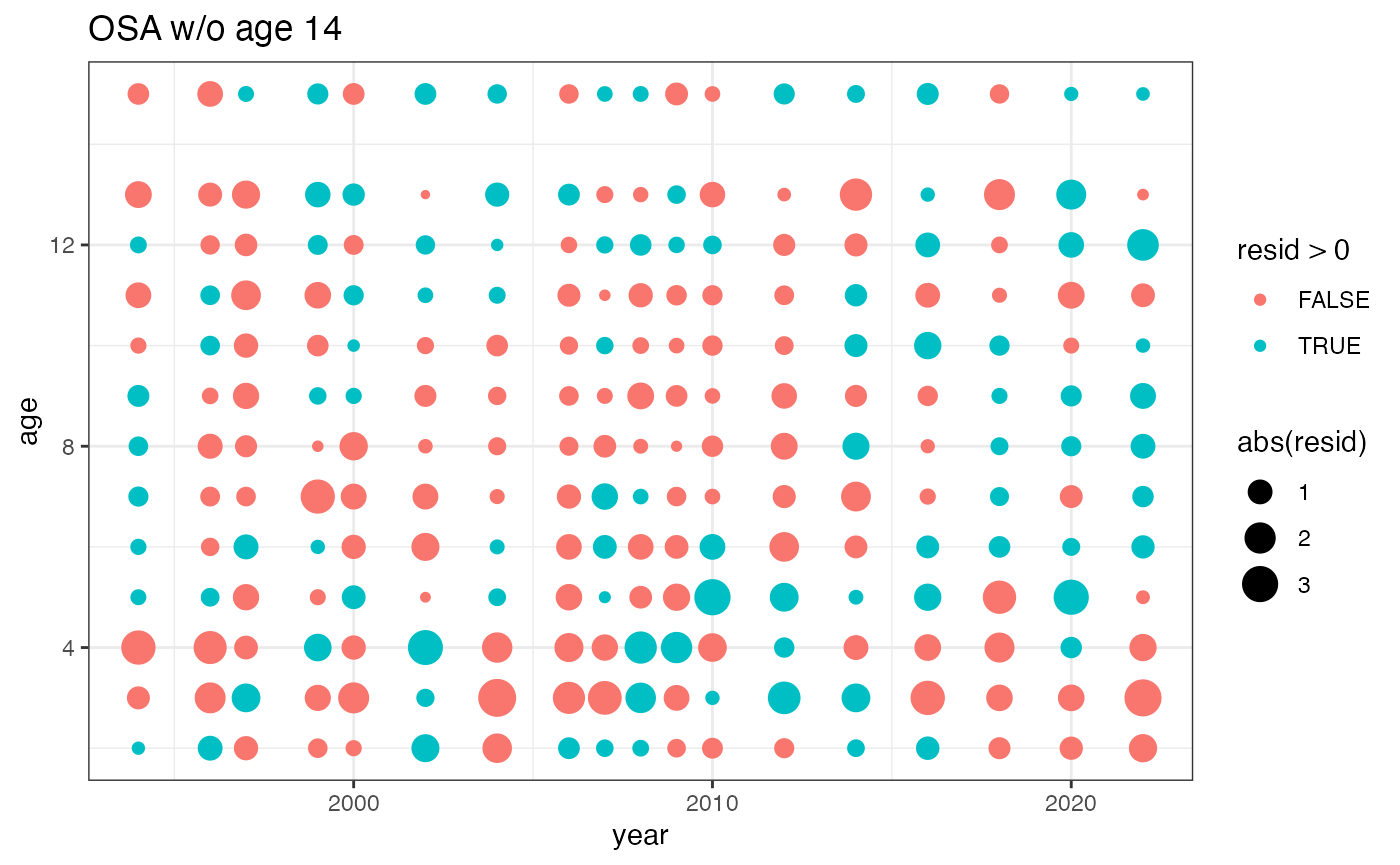 OSA w/o age 14
age
12
8
4
2000
2010
2020
year
resid > 0
FALSE
TRUE
abs(resid)
1
2
3